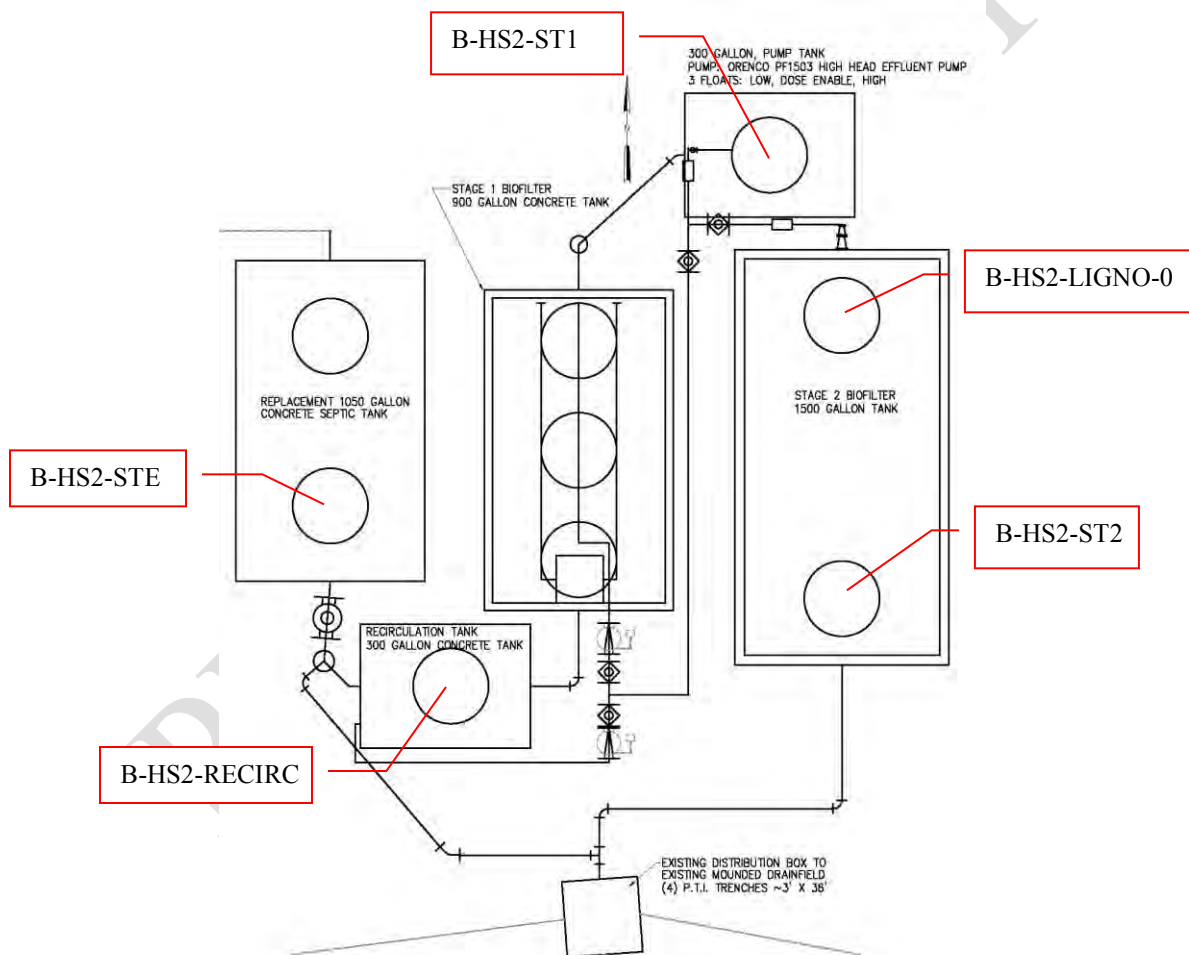 B-HS2-ST1
300 GALLON, PUMP TANK
PUMP: ORENCO PF1503 HIGH HEAD EFFLUENT PUMP
3 FLOATS: LOW, DOSE ENABLE, HIGH
STAGE 1 BIOFILTER
900 GALLON CONCRETE TANK
B-HS2-LIGNO-0
REPLACEMENT 1050 GALLON
CONCRETE SEPTIC TANK
STAGE 2 BIOFILTER
1500 GALLON TANK
B-HS2-STE
B-HS2-ST2
RECIRCULATION TANK
300 GALLON CONCRETE TANK
B-HS2-RECIRC
EXISTING DISTRIBUTION BOX TO
EXISTING MOUNDED DRAINFIELD
(4) P.T.I. TRENCHES ~3' X 36'